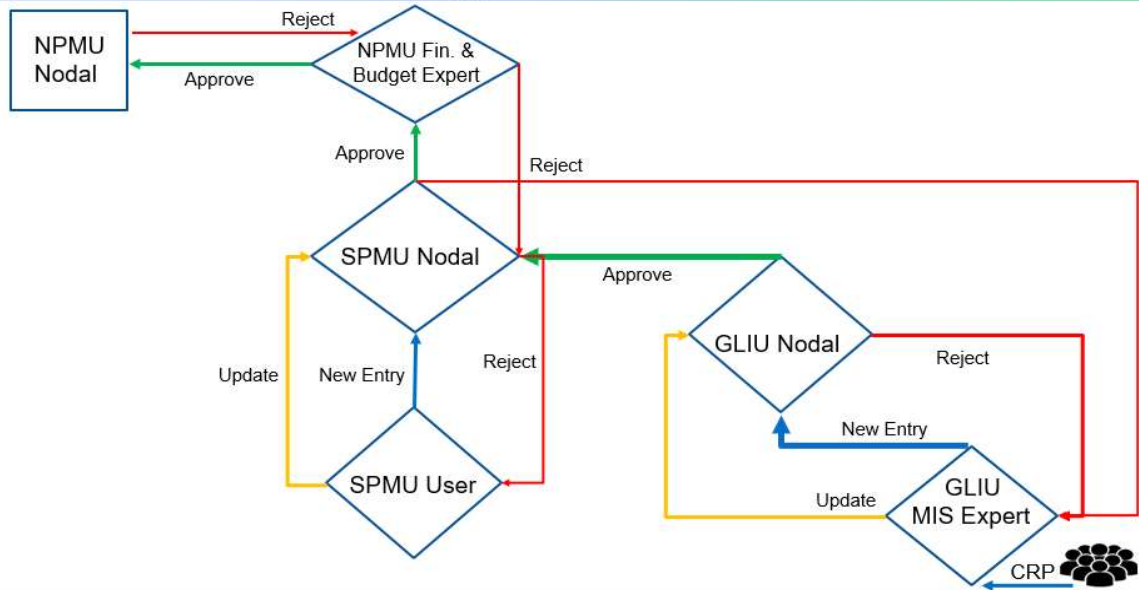 Reject
NPMU
Nodal
NPMU Fin. &
Budget Expert
Approve
Approve
Reject
SPMU Nodal
Approve
GLIU Nodal
Reject
Update
New Entry
Reject
New Entry
SPMU User
Update
GLIU
MIS Expert
CRP